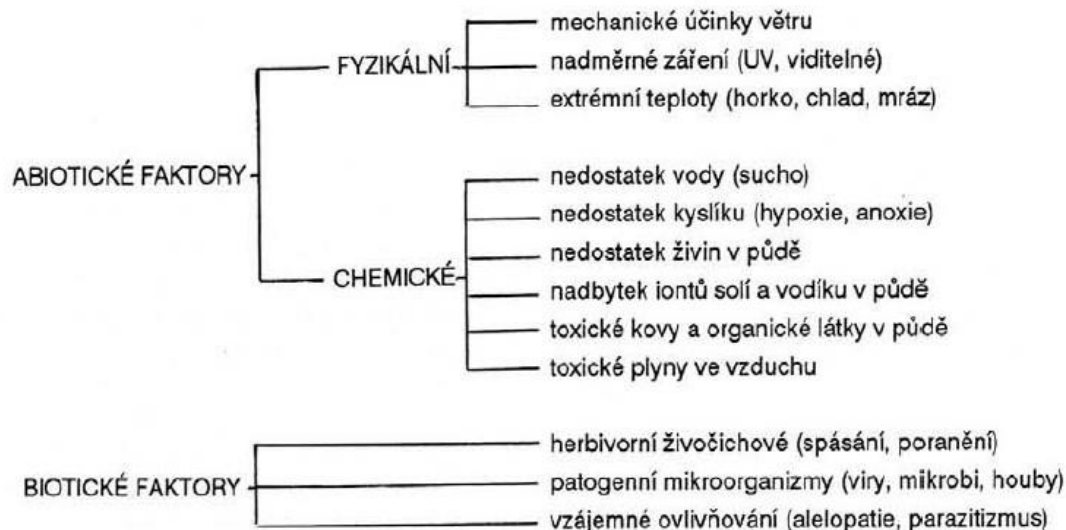 mechanické účinky větru
FYZIKÁLNÍ nadměrné záření (UV, viditelné)
extrémní teploty (horko, chlad, mráz)
ABIOTICKÉ FAKTORY nedostatek vody (sucho)
nedostatek kyslíku (hypoxie, anoxie)
nedostatek živin v půdě
CHEMICKÉ nadbytek iontů solí a vodíku v půdě
toxické kovy a organické látky v půdě
toxické plyny ve vzduchu
herbivorní živočichové (spásání, poranění)
BIOTICKÉ FAKTORY patogenní mikroorganizmy (viry, mikrobi, houby)
vzájemné ovlivňování (alelopatie, parazitizmus)